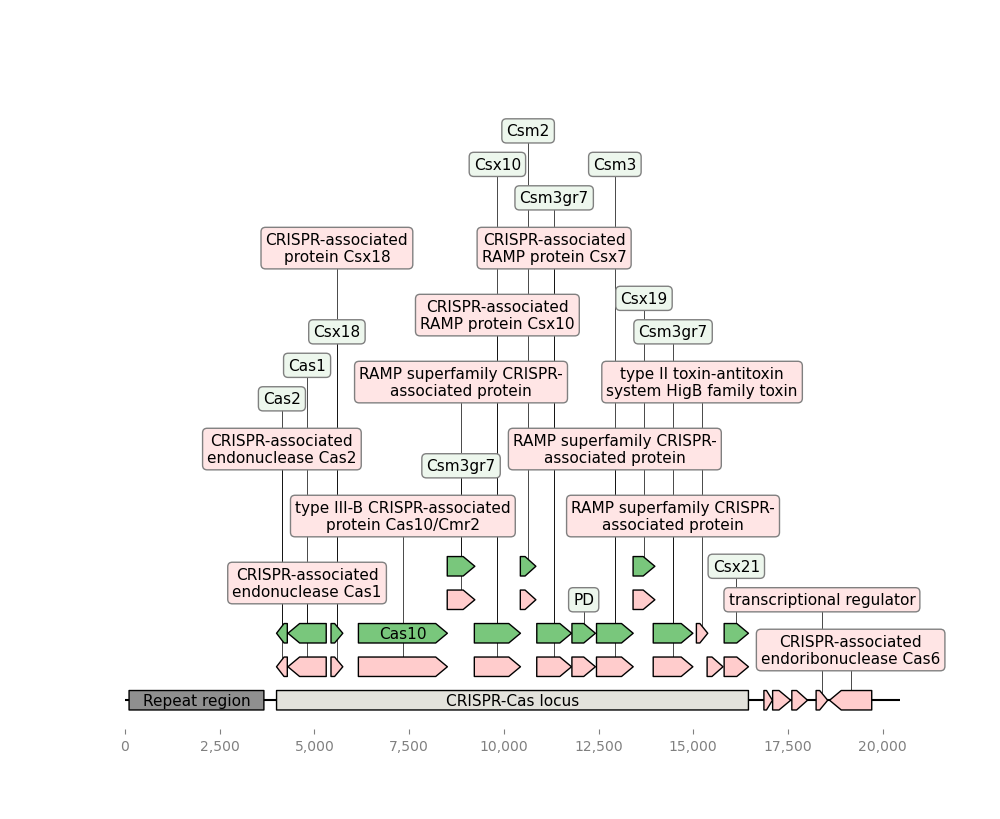 Csm2
Csx10
Csm3
Csm3gr7
CRISPR-associated
protein Csx18
CRISPR-associated
RAMP protein Csx7
Csx19
CRISPR-associated
RAMP protein Csx10
Csx18
Csm3gr7
Cas1
RAMP superfamily CRISPR-
associated protein
type II toxin-antitoxin
system HigB family toxin
Cas2
CRISPR-associated
endonuclease Cas2
RAMP superfamily CRISPR-
associated protein
Csm3gr7
type III-B CRISPR-associated
protein Cas10/Cmr2
RAMP superfamily CRISPR-
associated protein
Csx21
CRISPR-associated
endonuclease Cas1
PD
transcriptional regulator
Cas10
CRISPR-associated
endoribonuclease Cas6
Repeat region
CRISPR-Cas locus
0 2,500 5,000 7,500 10,000 12,500 15,000 17,500 20,000